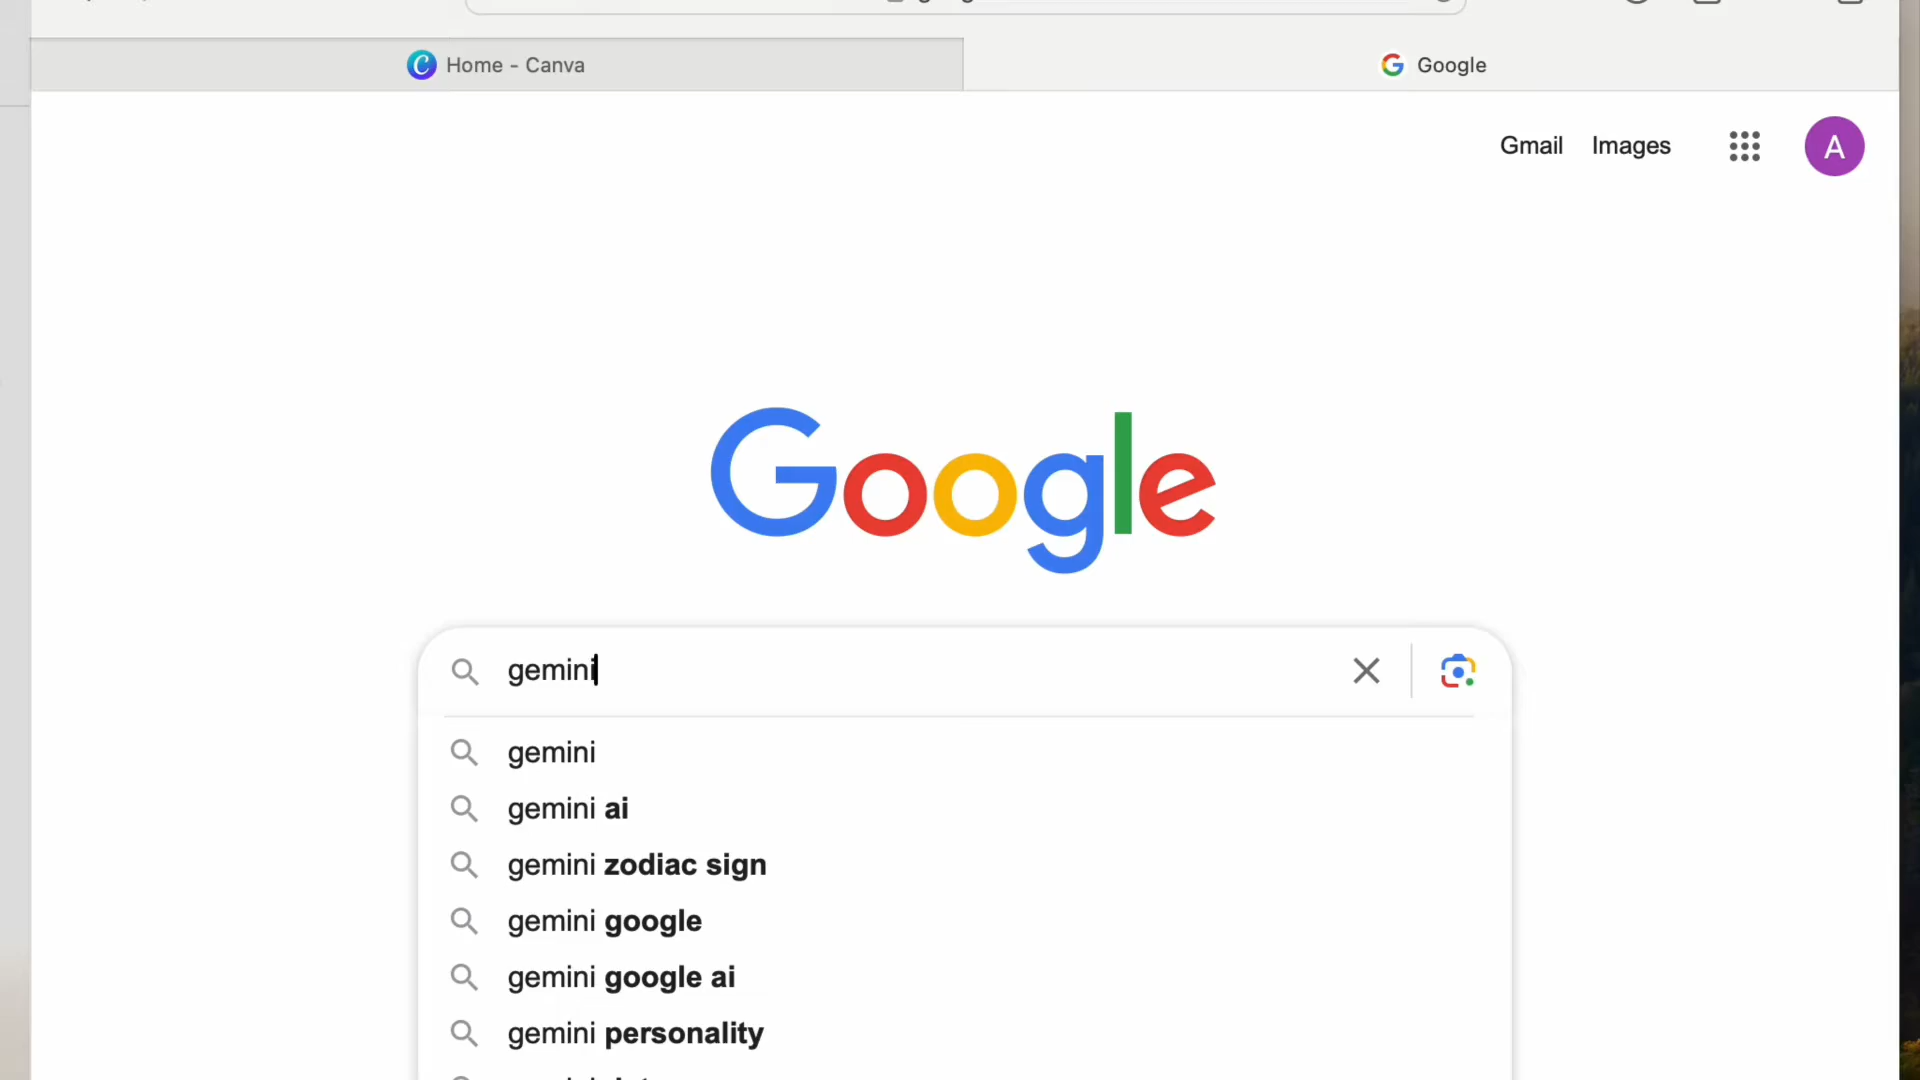 Home - Canva
Google
Gmail Images
A
Google
gemini
gemini
gemini ai
gemini zodiac sign
gemini google
gemini google ai
gemini personality